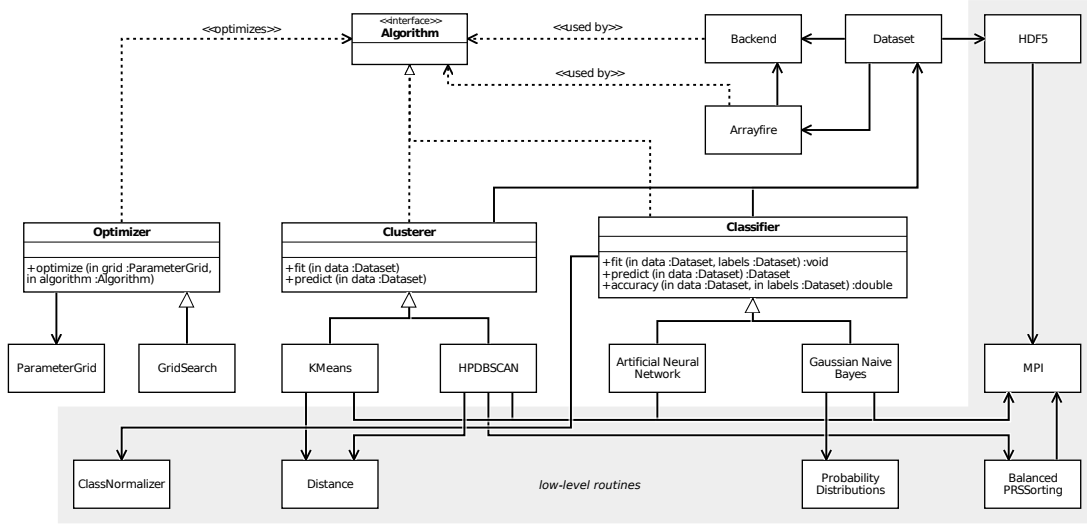 <<interface>>
Algorithm
<<optimizes>>
<<used by>>
Backend
Dataset
HDF5
<<used by>>
Arrayfire
Optimizer
+optimize (in grid :ParameterGrid,
in algorithm :Algorithm)
Clusterer
+fit (in data :Dataset)
+predict (in data :Dataset)
Classifier
+fit (in data :Dataset, labels :Dataset) :void
+predict (in data :Dataset) :Dataset
+accuracy (in data :Dataset, in labels :Dataset) :double
ParameterGrid
GridSearch
KMeans
HPDBSCAN
Artificial Neural
Network
Gaussian Naive
Bayes
MPI
ClassNormalizer
Distance
low-level routines
Probability
Distributions
Balanced
PRSSorting